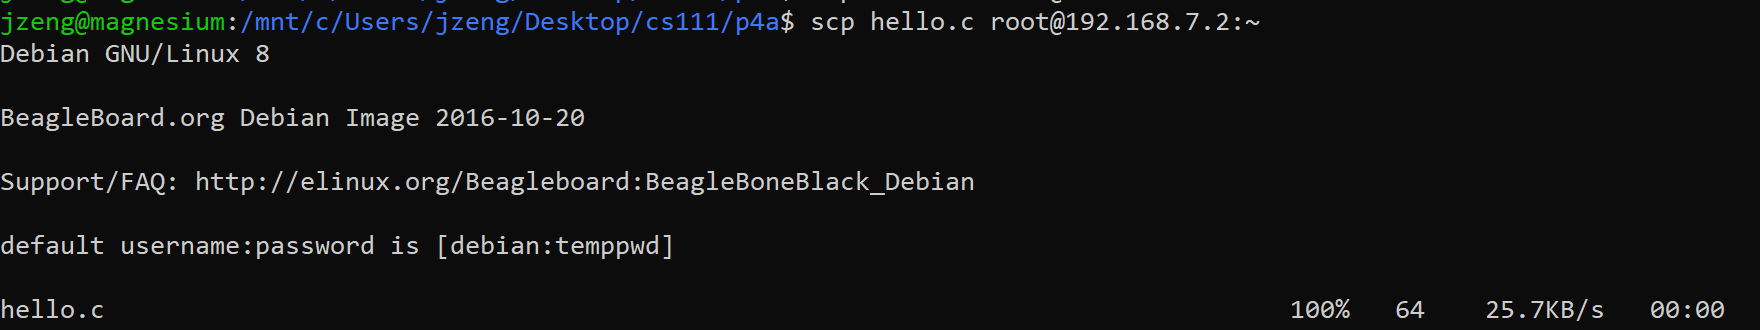 jzeng@magnesium:/mnt/c/Users/jzeng/Desktop/cs111/p4a$ scp hello.c root@192.168.7.2:~
Debian GNU/Linux 8
BeagleBoard.org Debian Image 2016-10-20
Support/FAQ: http://elinux.org/Beagleboard:BeagleBoneBlack_Debian
default username:password is [debian:temppwd]
hello.c 100% 64 25.7KB/s 00:00